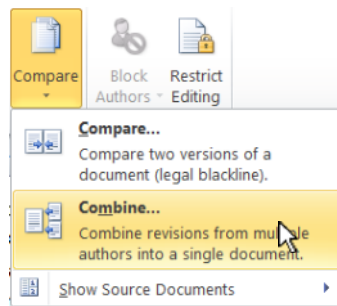 Compare
Block
Authors
Restrict
Editing
Compare...
Compare two versions of a
document (legal blackline).
Combine...
Combine revisions from multiple
authors into a single document.
Show Source Documents